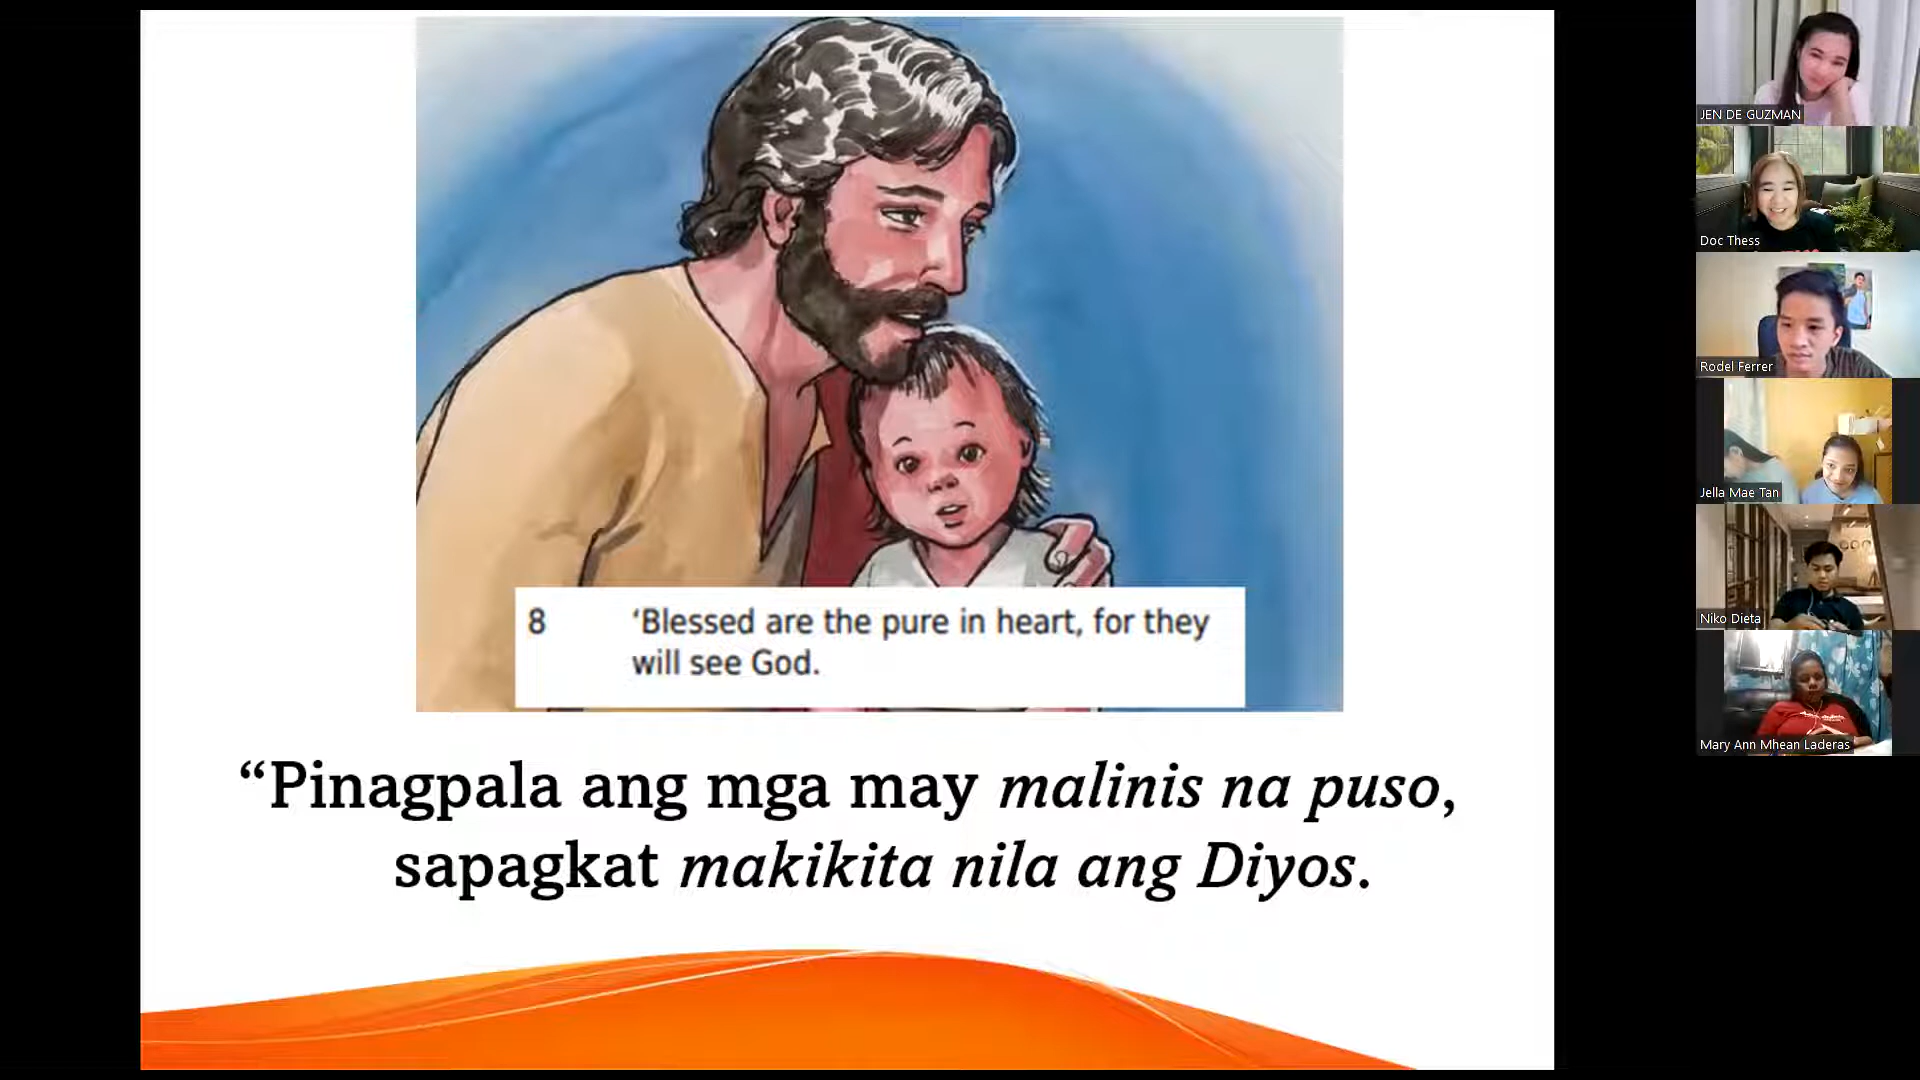 8 ‘Blessed are the pure in heart, for they
will see God.
“Pinagpala ang mga may malinis na puso,
sapagkat makikita nila ang Diyos.
JEN DE GUZMAN
Doc Thess
Rodel Ferrer
Jella Mae Tan
Niko Dieta
Mary Ann Mhean Laderas